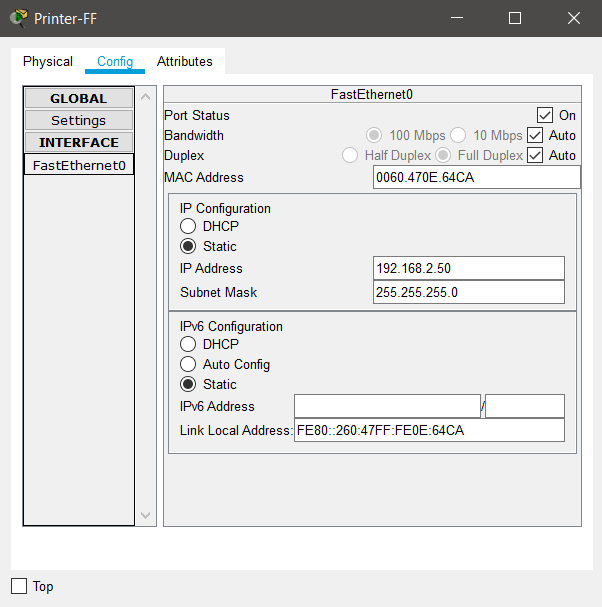 Printer-FF
Physical Config Attributes
GLOBAL
Settings
INTERFACE
FastEthernet0
FastEthernet0
Port Status On
Bandwidth 100 Mbps 10 Mbps Auto
Duplex Half Duplex Full Duplex Auto
MAC Address 0060.470E.64CA
IP Configuration
DHCP
Static
IP Address 192.168.2.50
Subnet Mask 255.255.255.0
IPv6 Configuration
DHCP
Auto Config
Static
IPv6 Address /
Link Local Address: FE80::260:47FF:FE0E:64CA
Top